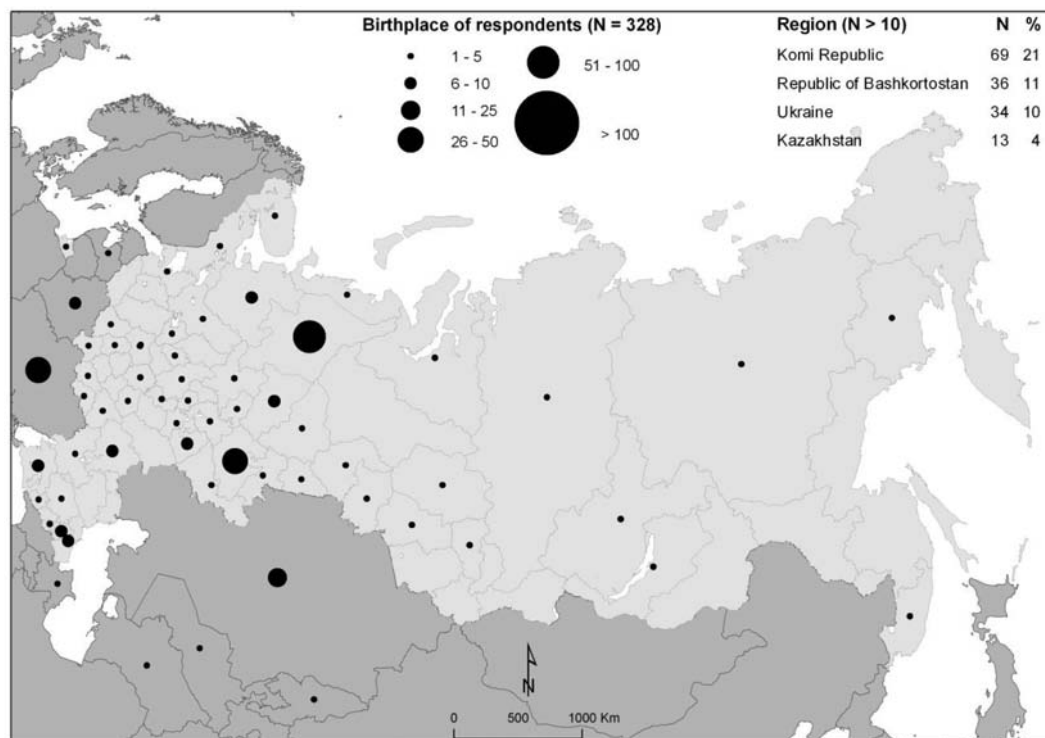 Birthplace of respondents (N = 328)
1 - 5
6 - 10
11 - 25
26 - 50
51 - 100
> 100
Region (N > 10) N %
Komi Republic 69 21
Republic of Bashkortostan 36 11
Ukraine 34 10
Kazakhstan 13 4
N
0 500 1000 Km